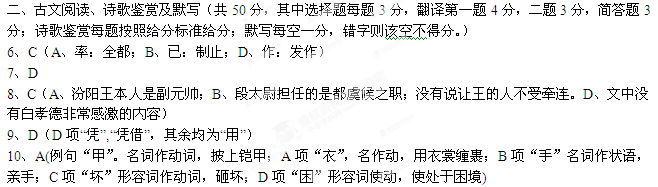 二、古文阅读、诗歌鉴赏及默写（共 50 分，其中选择题每题 3 分，翻译第一题 4 分，二题 3 分，简答题 3
分；诗歌鉴赏每题按照给分标准给分；默写每空一分，错字则该空不得分。）
6、C（A、率：全都；B、已：制止；D、作：发作）
7、D
8、C（A、汾阳王本人是副元帅；B、段太尉担任的是都虞候之职；没有说让王的人不受牵连。D、文中没
有白孝德非常感激的内容）
9、D（D 项“凭”,“凭借”，其余均为“用”）
10、A(例句“甲”。名词作动词，披上铠甲；A 项“衣”，名作动，用衣裳缠裹；B 项“手”名词作状语，
亲手；C 项“坏”形容词作动词，砸坏；D 项“困”形容词使动，使处于困境)